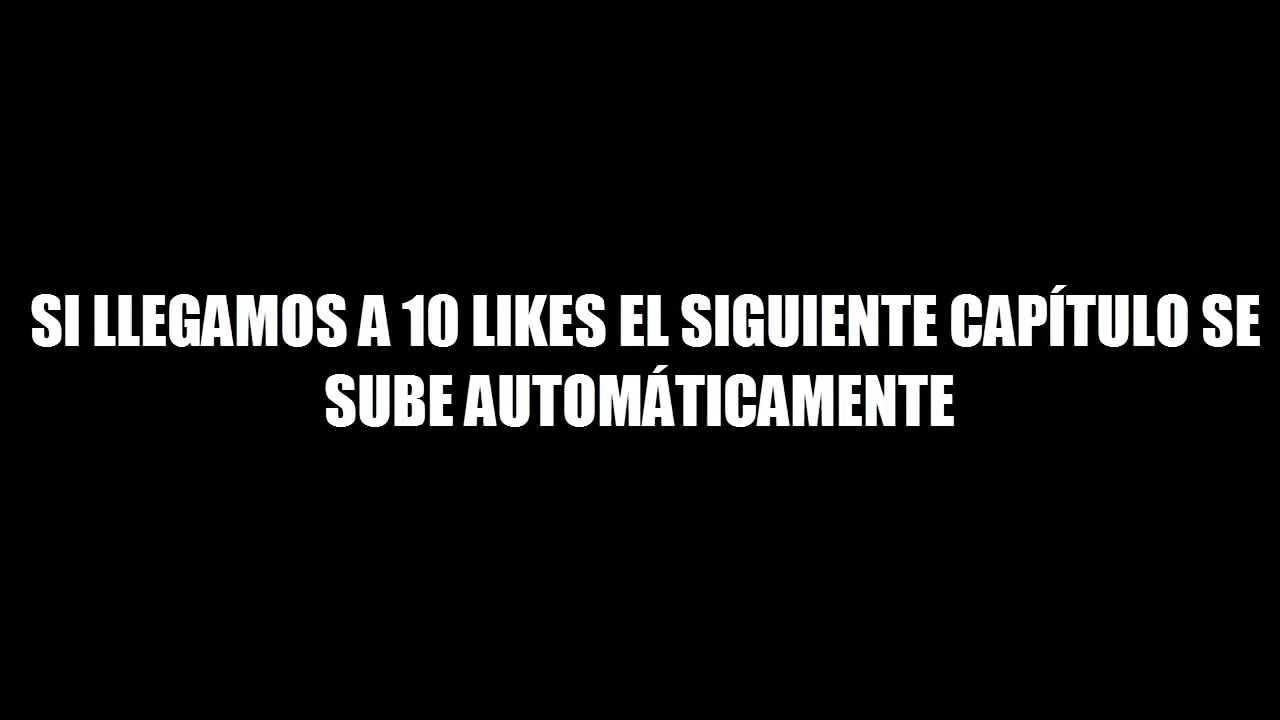 SI LLEGAMOS A 10 LIKES EL SIGUIENTE CAPÍTULO SE
SUBE AUTOMÁTICAMENTE